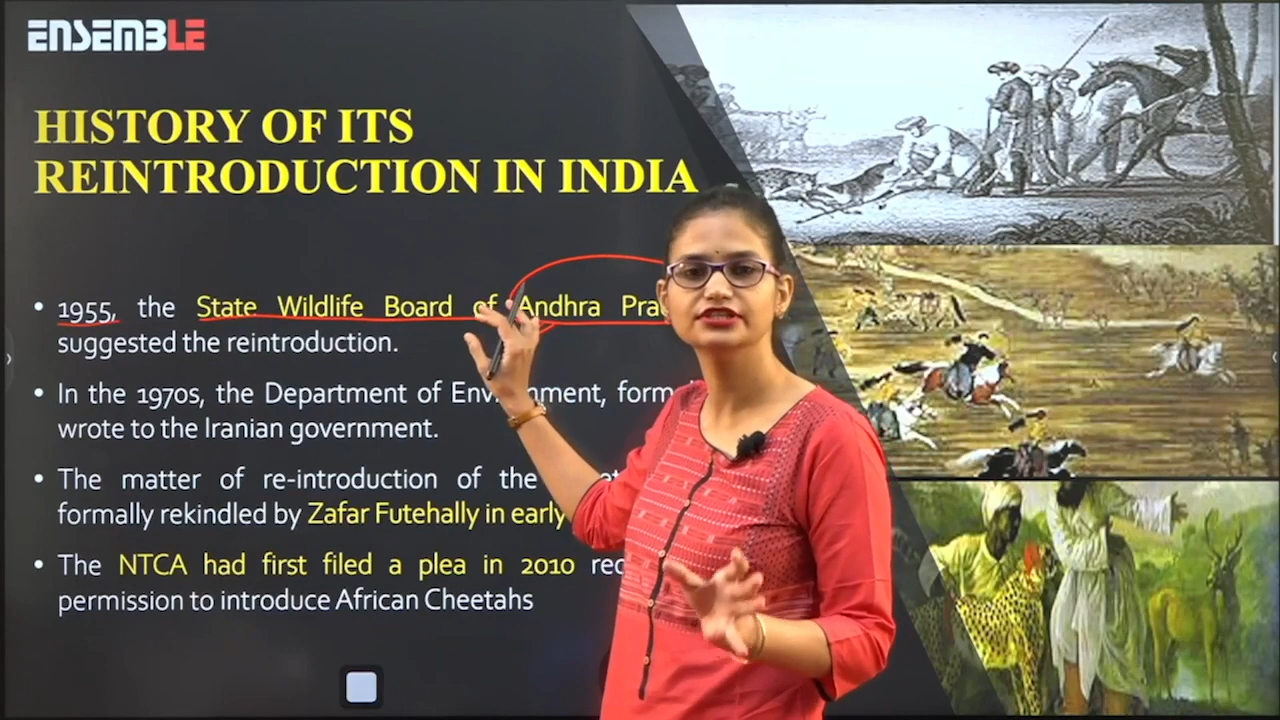 ENSEMBLE
HISTORY OF ITS
REINTRODUCTION IN INDIA
• 1955, the State Wildlife Board of Andhra
suggested the reintroduction.
• In the 1970s, the Department of
wrote to the Iranian government.
• The matter of re-introduction of the
formally rekindled by Zafar Futehally in early
• The NTCA had first filed a plea in 2010
permission to introduce African Cheetahs